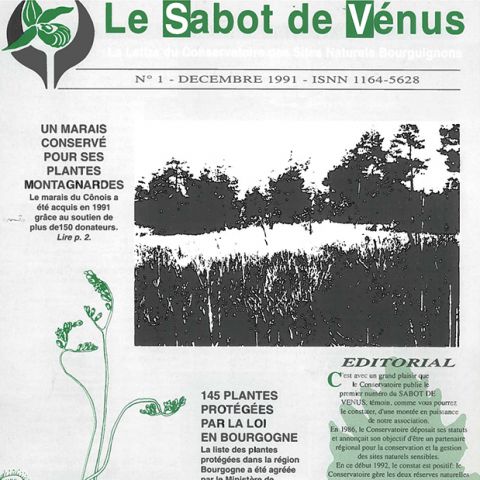 Le Sabot de Vénus
La Lettre du Conservatoire des Sites Naturels Bourguignons
N° 1 - DECEMBRE 1991 - ISNN 1164-5628
UN MARAIS
CONSERVÉ
POUR SES
PLANTES
MONTAGNARDES
Le marais du Cônois a
été acquis en 1991
grâce au soutien de
plus de150 donateurs.
Lire p. 2.
145 PLANTES
PROTÉGÉES
PAR LA LOI
EN BOURGOGNE
La liste des plantes
protégées dans la région
Bourgogne a été agréée
par le Ministère de
EDITORIAL
C'est avec un grand plaisir que
le Conservatoire publie le
premier numéro du SABOT DE
VENUS, témoin, comme vous pourrez
le constater, d'une montée en puissance
de notre association.
En 1986, le Conservatoire déposait ses statuts
et annonçait son objectif d'être un partenaire
régional pour la conservation et la gestion
des sites naturels sensibles.
En ce début 1992, le constat est positif: le
Conservatoire gère les deux réserves naturelles